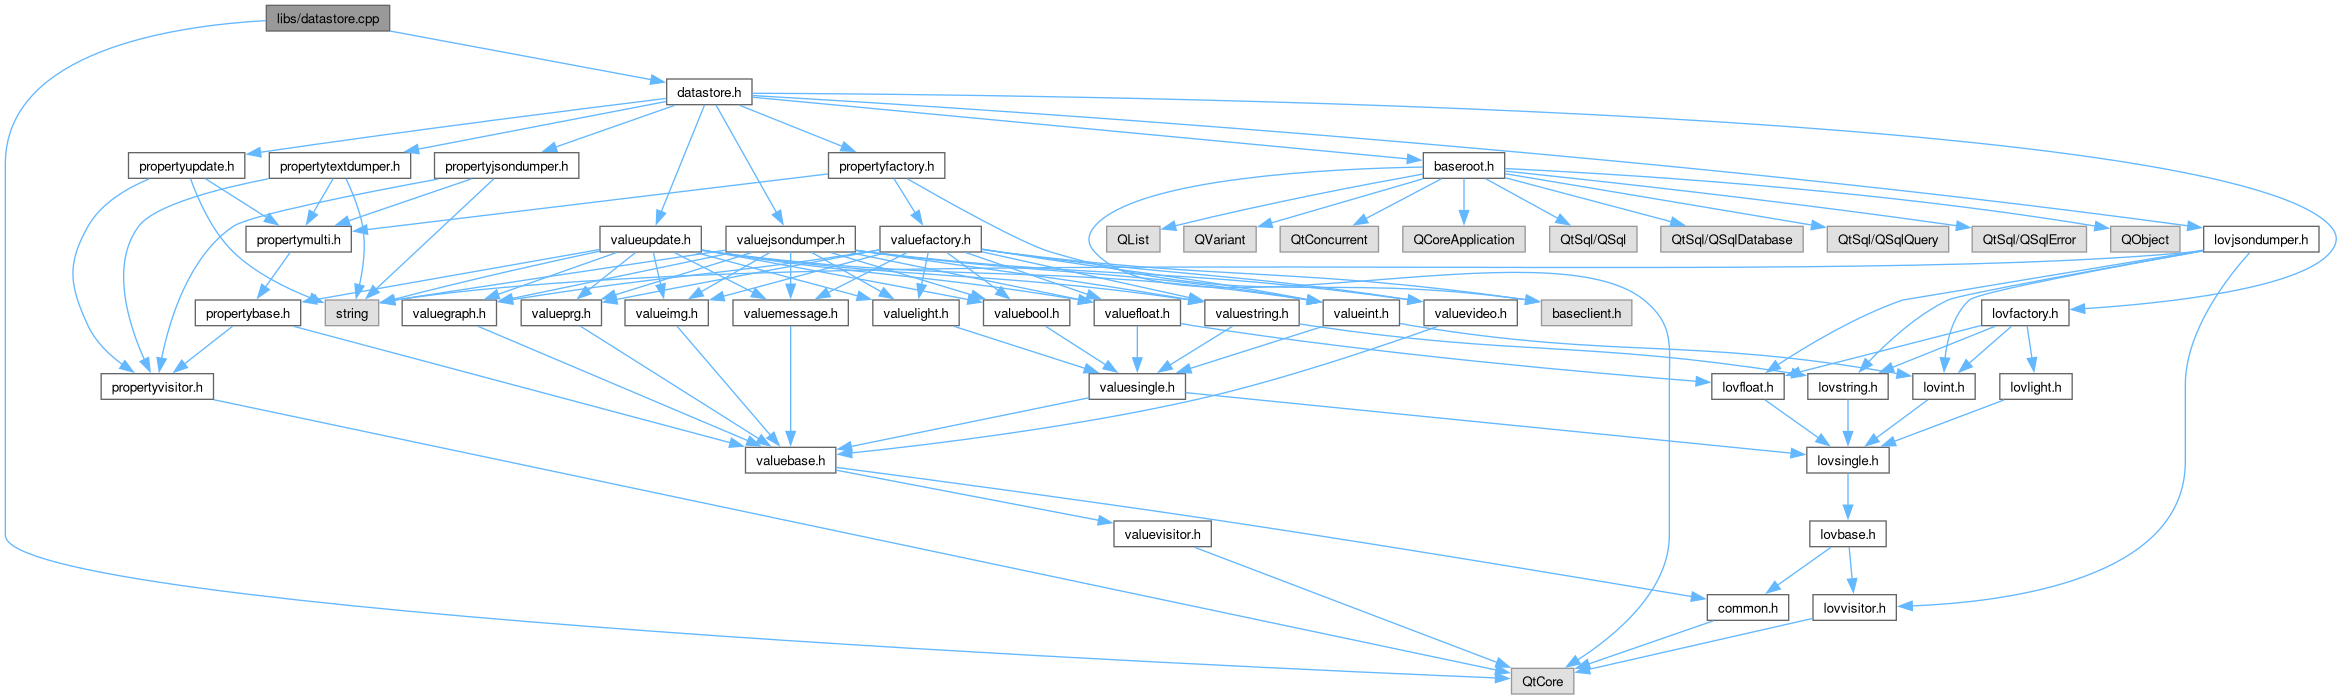 libs/datastore.cpp
datastore.h
propertyupdate.h
propertytextdumper.h
propertyjsondumper.h
propertyfactory.h
baseroot.h
propertymulti.h
valueupdate.h
valuejsondumper.h
valuefactory.h
QList
QVariant
QtConcurrent
QCoreApplication
QtSql/QSql
QtSql/QSqlDatabase
QtSql/QSqlQuery
QtSql/QSqlError
QObject
lovjsondumper.h
propertybase.h
string
valuegraph.h
valueprg.h
valueimg.h
valuemessage.h
valuelight.h
valuebool.h
valuefloat.h
valuestring.h
valueint.h
valuevideo.h
baseclient.h
lovfactory.h
propertyvisitor.h
valuesingle.h
lovfloat.h
lovstring.h
lovint.h
lovlight.h
valuebase.h
lovsingle.h
valuevisitor.h
lovbase.h
common.h
lovvisitor.h
QtCore